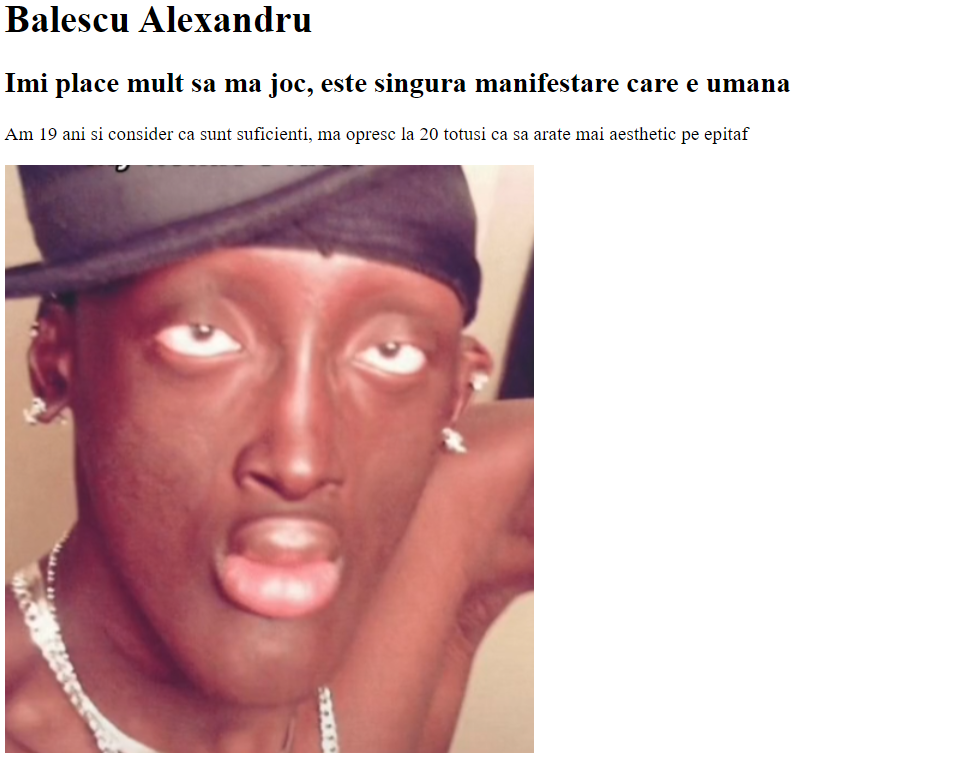 Balescu Alexandru
Imi place mult sa ma joc, este singura manifestare care e umana
Am 19 ani si consider ca sunt suficienti, ma opresc la 20 totusi ca sa arate mai aesthetic pe epitaf